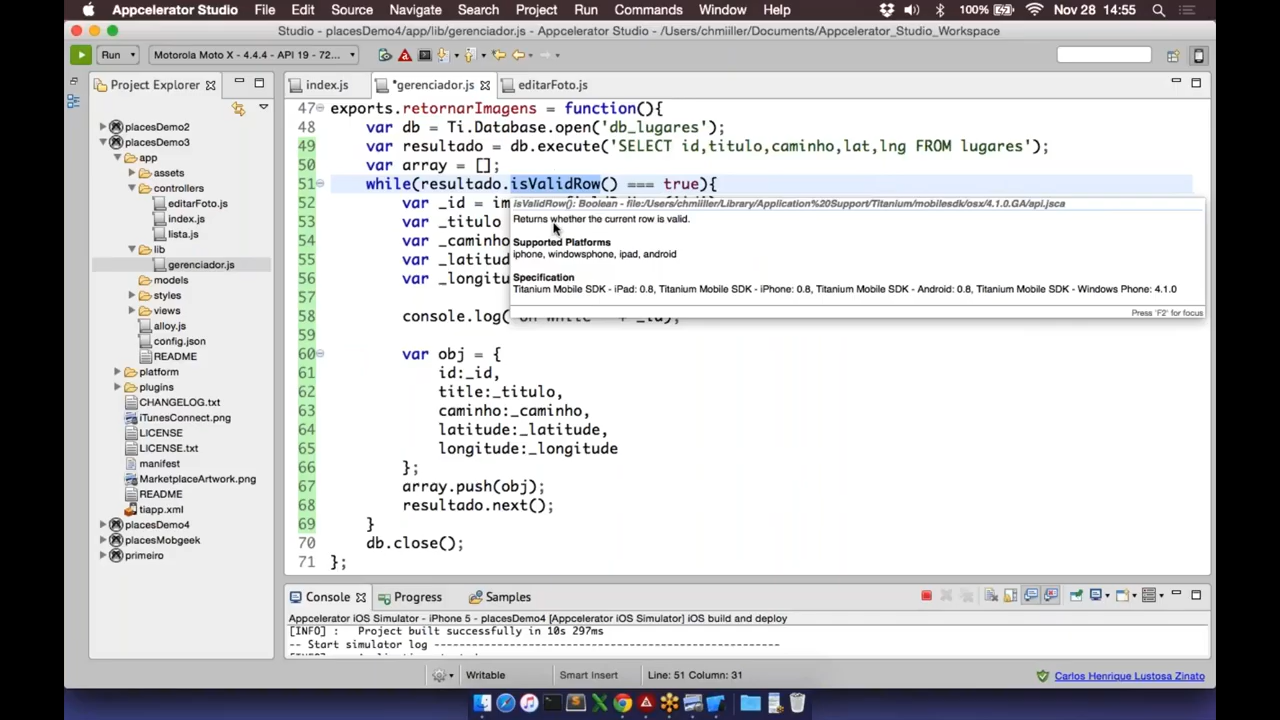 Appcelerator Studio File Edit Source Navigate Search Project Run Commands Window Help 100% Nov 28 14:55
Studio - placesDemo4/app/lib/gerenciador.js - Appcelerator Studio - /Users/chmiiller/Documents/Appcelerator_Studio_Workspace
Run Motorola Moto X - 4.4.4 - API 19 - 72...
Project Explorer
index.js *gerenciador.js editarFoto.js
placesDemo2
placesDemo3
app
assets
controllers
editarFoto.js
index.js
lista.js
lib
gerenciador.js
models
styles
views
alloy.js
config.json
README
platform
plugins
CHANGELOG.txt
iTunesConnect.png
LICENSE
LICENSE.txt
manifest
MarketplaceArtwork.png
README
tiapp.xml
placesDemo4
placesMobgeek
primeiro
47 exports.retornarImagens = function(){
48 var db = Ti.Database.open('db_lugares');
49 var resultado = db.execute('SELECT id,titulo,caminho,lat,lng FROM lugares');
50 var array = [];
51 while(resultado.isValidRow() === true){
52 var _id =
53 var _titulo
54 var _caminho
55 var _latitu
56 var _longitu
isValidRow(): Boolean - file:/Users/chmiiller/Library/Application%20Support/Titanium/mobilesdk/osx/4.1.0.GA/api.jsca
Returns whether the current row is valid.
Supported Platforms
iphone, windowsphone, ipad, android
Specification
Titanium Mobile SDK - iPad: 0.8, Titanium Mobile SDK - iPhone: 0.8, Titanium Mobile SDK - Android: 0.8, Titanium Mobile SDK - Windows Phone: 4.1.0
Press 'F2' for focus
58 console.log(
59
60 var obj = {
61 id:_id,
62 title:_titulo,
63 caminho:_caminho,
64 latitude:_latitude,
65 longitude:_longitude
66 };
67 array.push(obj);
68 resultado.next();
69 }
70 db.close();
71 };
Console Progress Samples
Appcelerator iOS Simulator - iPhone 5 - placesDemo4 [Appcelerator iOS Simulator] iOS build and deploy
[INFO] : Project built successfully in 10s 297ms
-- Start simulator log ----------------------------------------------------
Writable Smart Insert Line: 51 Column: 31 Carlos Henrique Lustosa Zinato